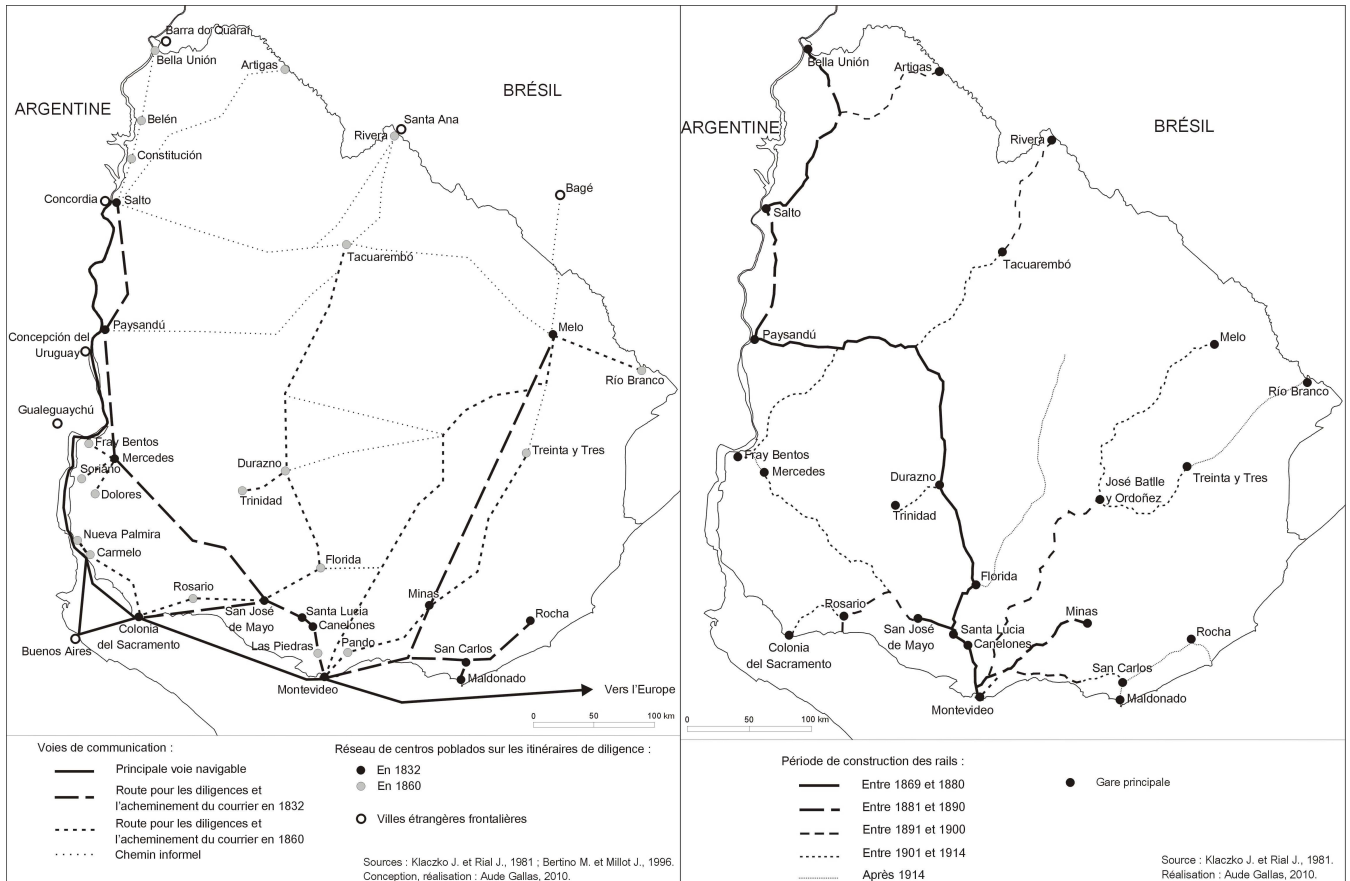 Barra do Quaraí
Bella Unión
Artigas
BRÉSIL
ARGENTINE
Belén
Santa Ana
Rivera
Constitución
Bagé
Concordia
Salto
Tacuarembó
Paysandú
Concepción del
Uruguay
Melo
Río Branco
Gualeguaychú
Fray Bentos
Mercedes
Soriano
Dolores
Durazno
Trinidad
Treinta y Tres
Nueva Palmira
Carmelo
Florida
Rosario
Minas
San José
de Mayo
Santa Lucia
Canelones
Rocha
Colonia
del Sacramento
Las Piedras
Pando
San Carlos
Buenos Aires
Maldonado
Montevideo
Vers l'Europe
0 50 100 km
Voies de communication :
Principale voie navigable
Route pour les diligences et
l'acheminement du courrier en 1832
Route pour les diligences et
l'acheminement du courrier en 1860
Chemin informel
Réseau de centros poblados sur les itinéraires de diligence :
En 1832
En 1860
Villes étrangères frontalières
Sources : Klaczko J. et Rial J., 1981 ; Bertino M. et Millot J., 1996.
Conception, réalisation : Aude Gallas, 2010.
Bella Unión
Artigas
ARGENTINE
BRÉSIL
Rivera
Salto
Tacuarembó
Paysandú
Melo
Río Branco
Fray Bentos
Mercedes
Durazno
Trinidad
José Batlle
y Ordoñez
Treinta y Tres
Florida
Rosario
Minas
San José
de Mayo
Santa Lucia
Canelones
Colonia
del Sacramento
Rocha
San Carlos
Maldonado
Montevideo
0 50 100 km
Période de construction des rails :
Entre 1869 et 1880
Entre 1881 et 1890
Entre 1891 et 1900
Entre 1901 et 1914
Après 1914
Gare principale
Source : Klaczko J. et Rial J., 1981.
Réalisation : Aude Gallas, 2010.